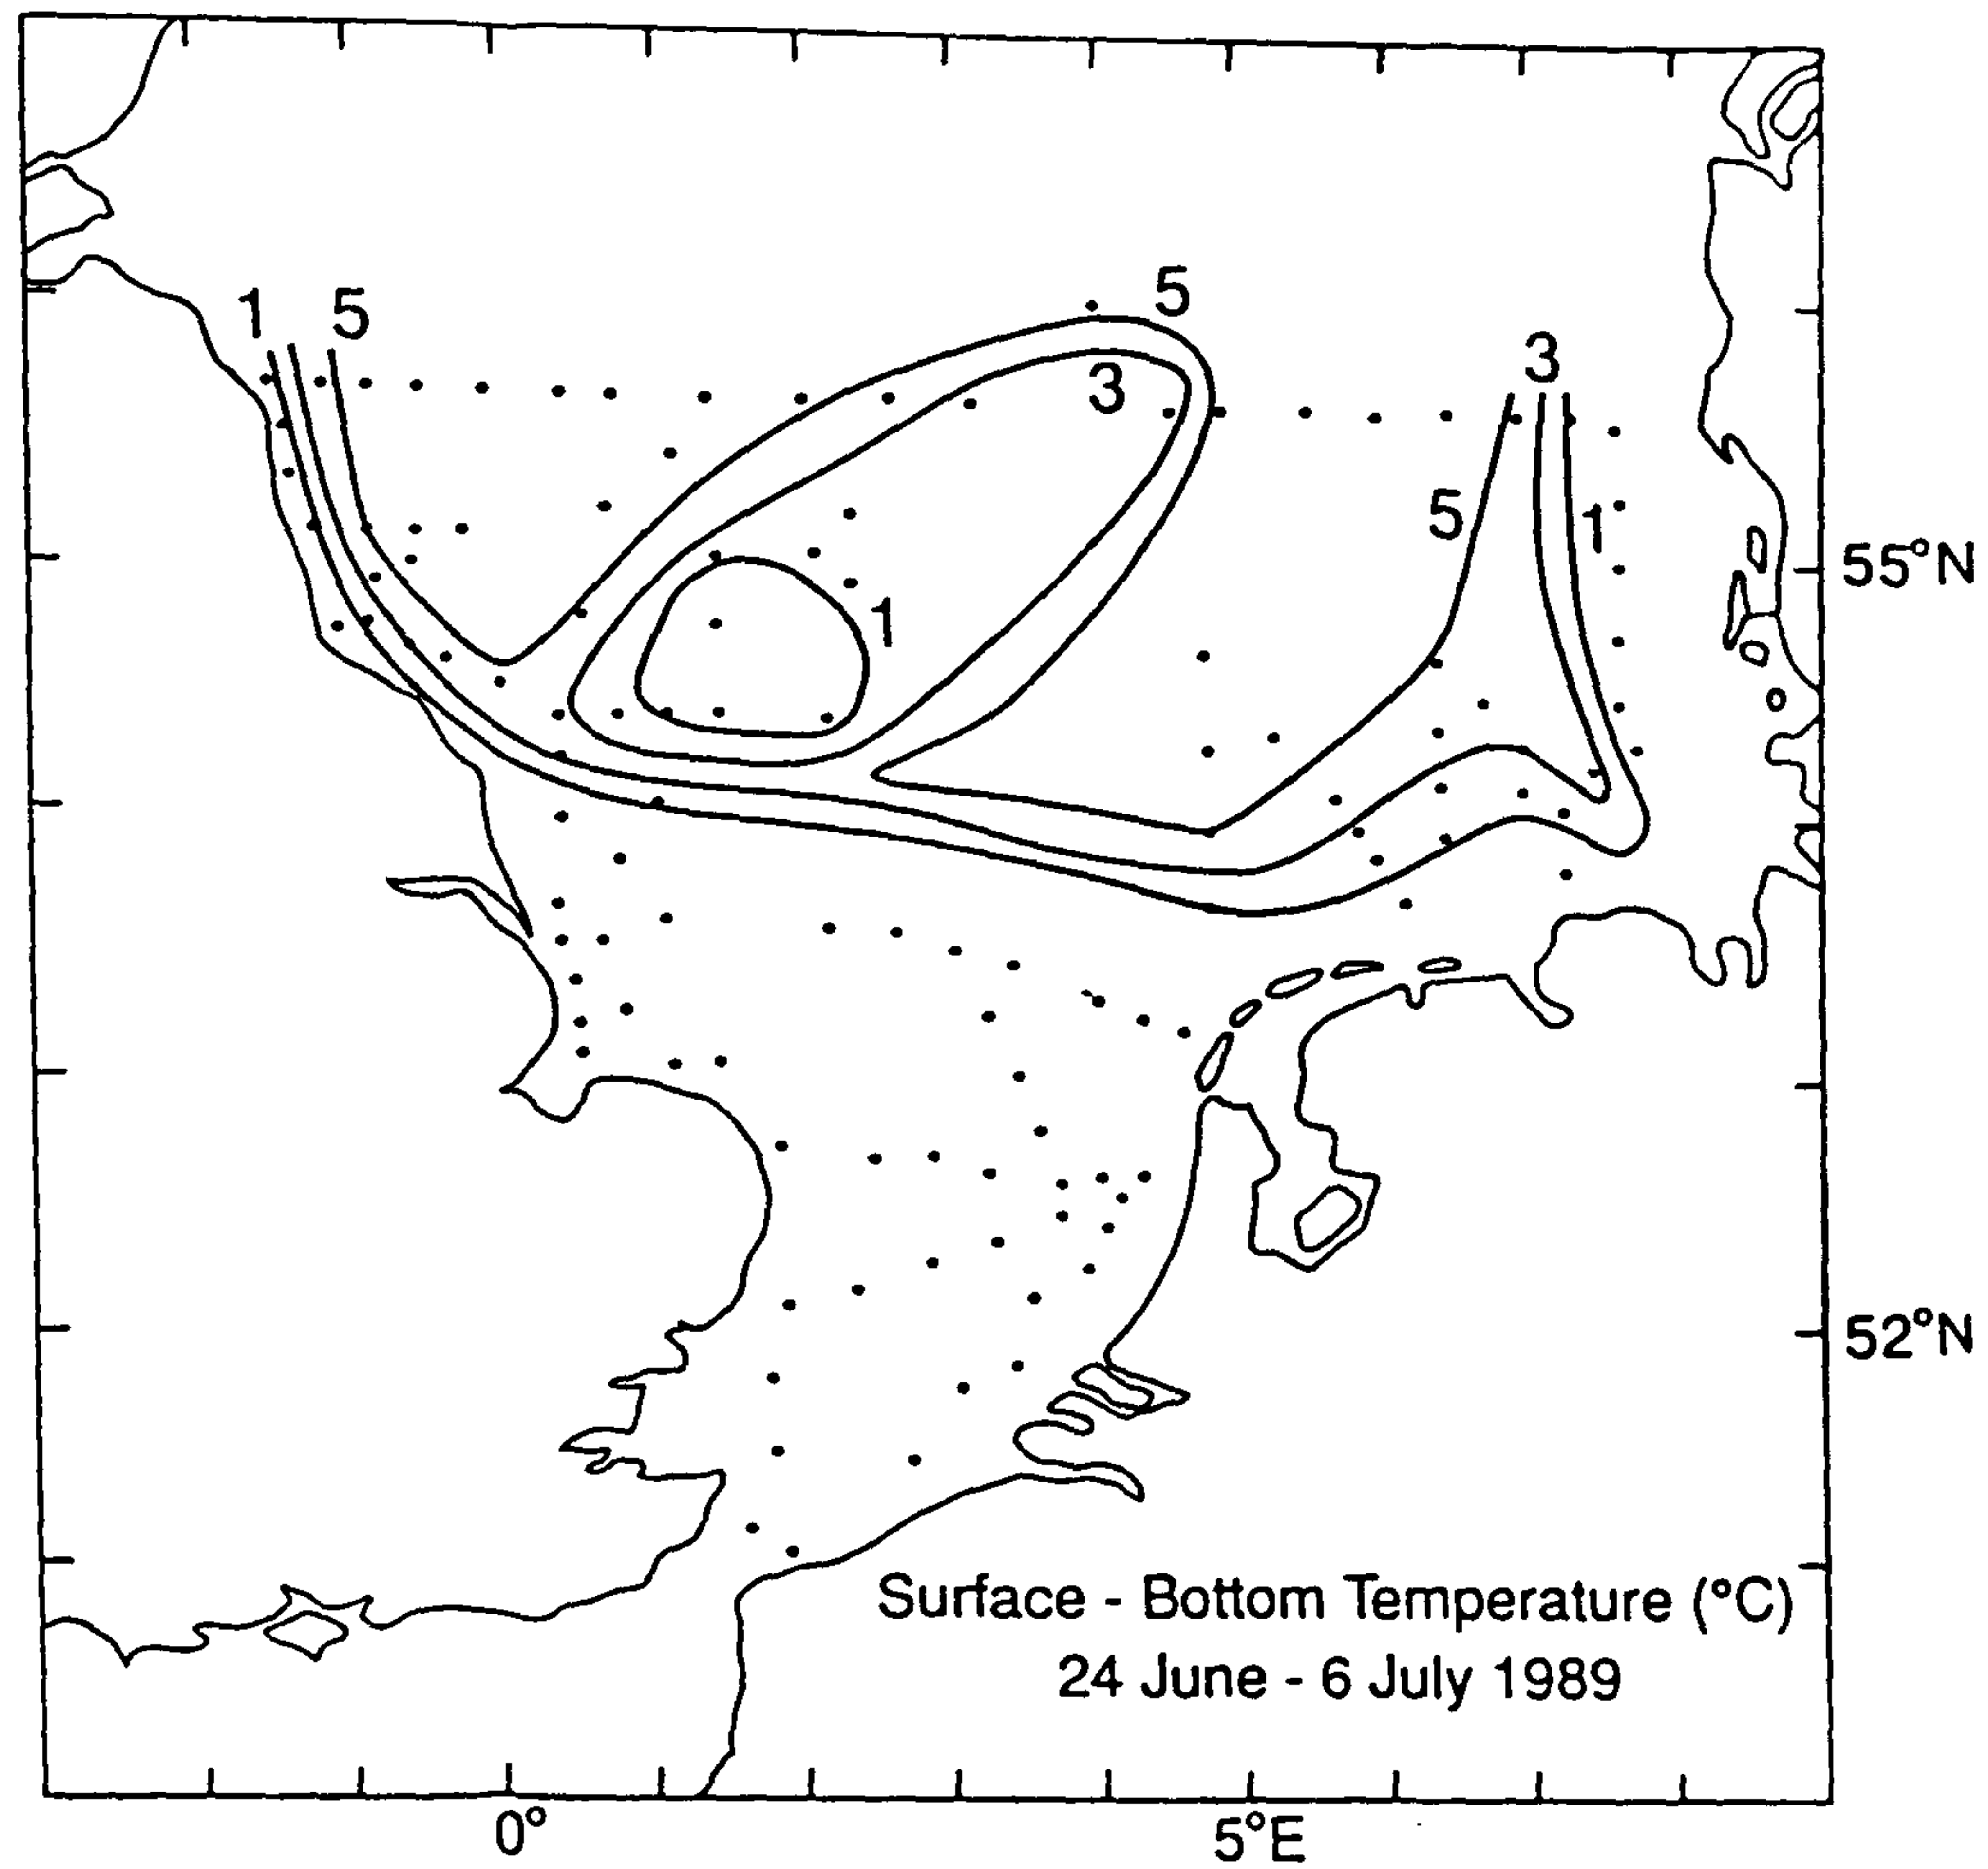 1 5
5
3
3
5 1
1
55°N
52°N
Surface - Bottom Temperature (°C)
24 June - 6 July 1989
0° 5°E